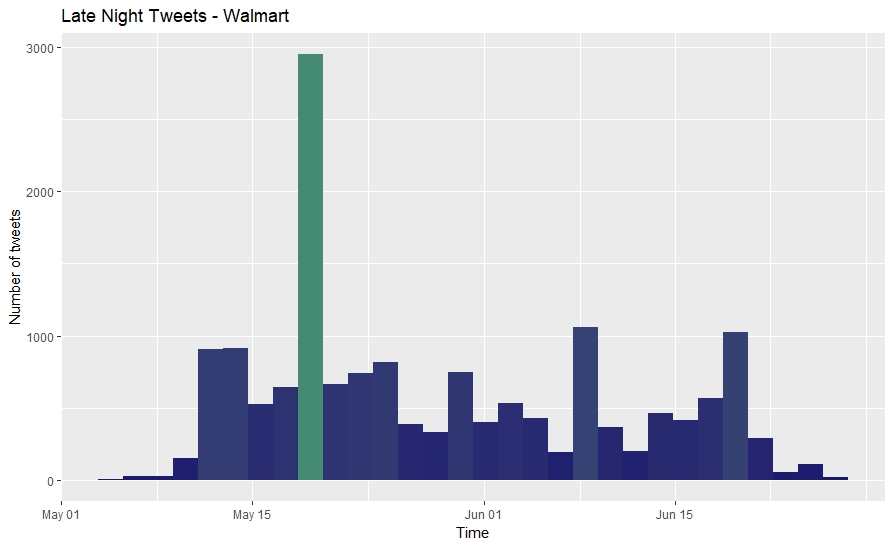 Late Night Tweets - Walmart
3000
2000
1000
0
Number of tweets
May 01
May 15
Jun 01
Jun 15
Time